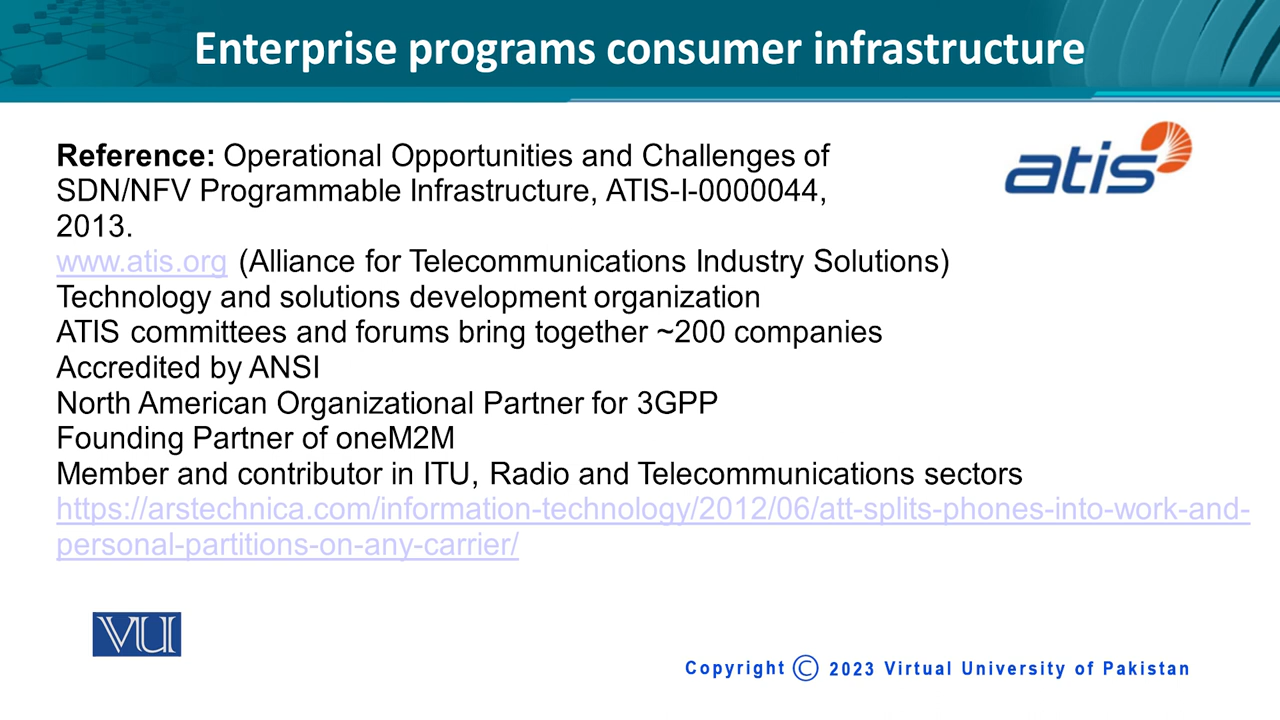 Enterprise programs consumer infrastructure
Reference: Operational Opportunities and Challenges of
SDN/NFV Programmable Infrastructure, ATIS-I-0000044,
2013.
atis
www.atis.org (Alliance for Telecommunications Industry Solutions)
Technology and solutions development organization
ATIS committees and forums bring together ~200 companies
Accredited by ANSI
North American Organizational Partner for 3GPP
Founding Partner of oneM2M
Member and contributor in ITU, Radio and Telecommunications sectors
https://arstechnica.com/information-technology/2012/06/att-splits-phones-into-work-and-
personal-partitions-on-any-carrier/
VU
Copyright © 2023 Virtual University of Pakistan